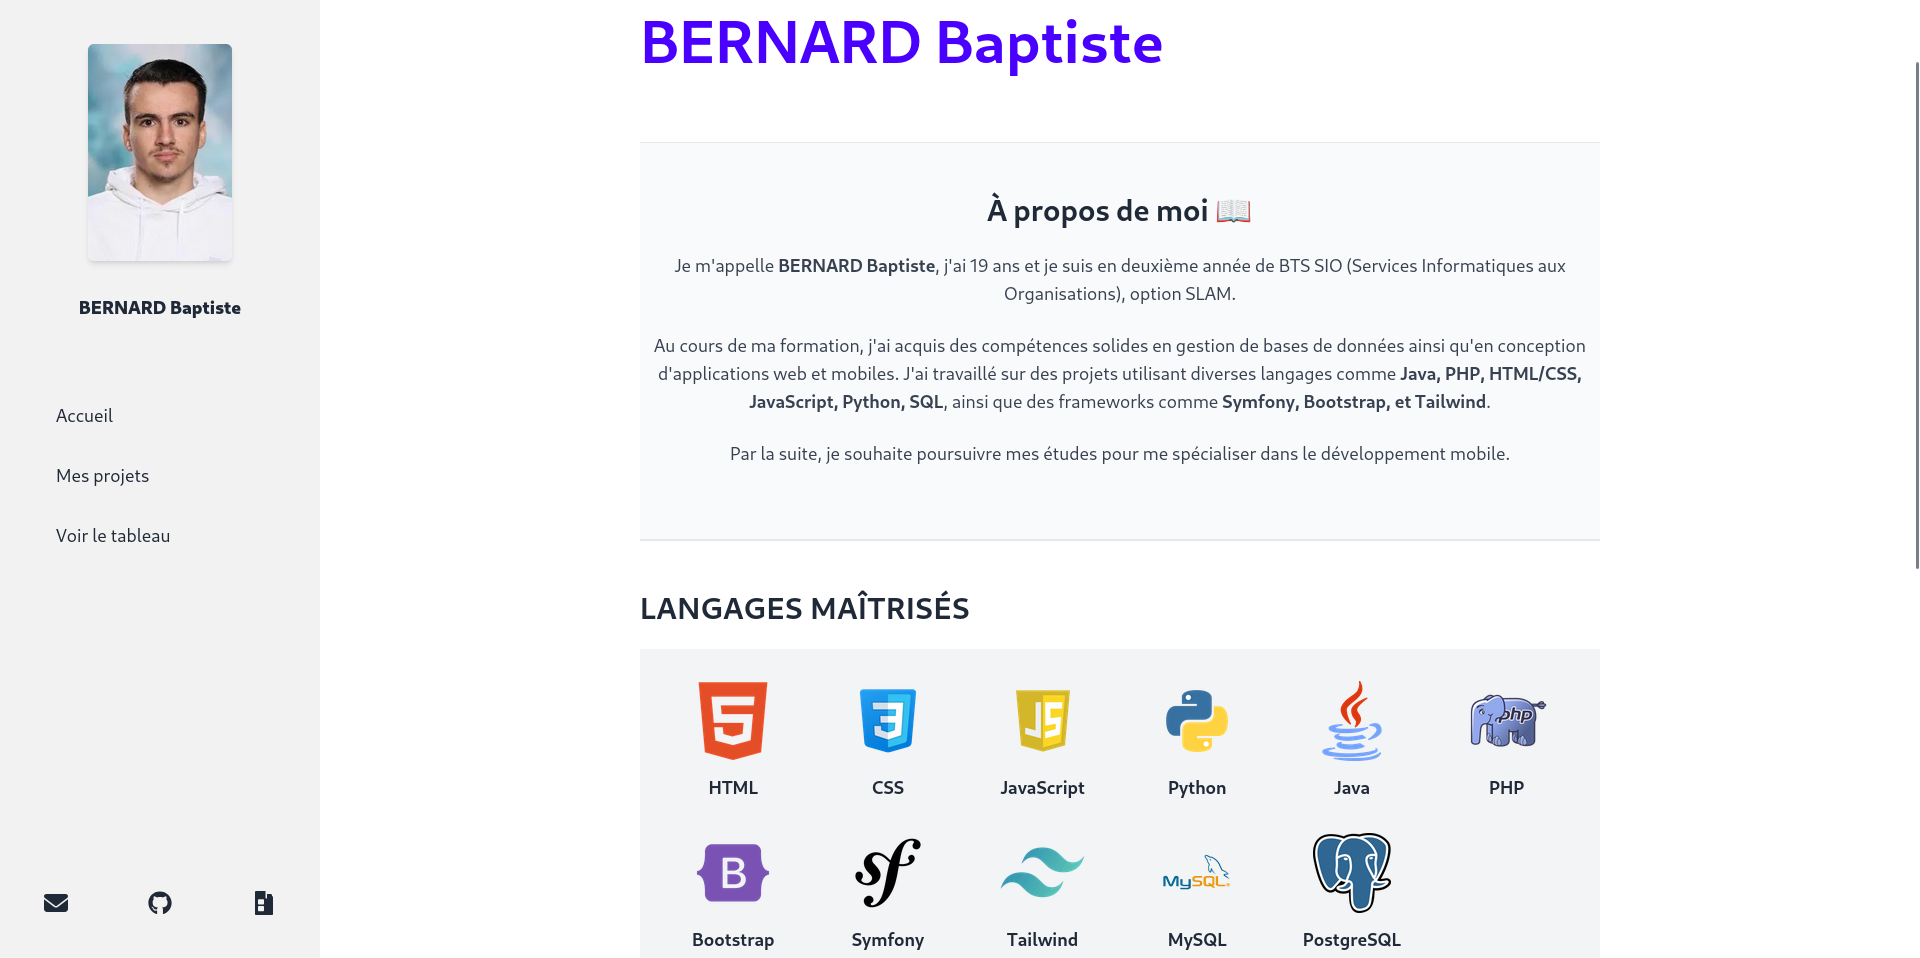 BERNARD Baptiste
Accueil
Mes projets
Voir le tableau
BERNARD Baptiste
À propos de moi 📖
Je m'appelle BERNARD Baptiste, j'ai 19 ans et je suis en deuxième année de BTS SIO (Services Informatiques aux
Organisations), option SLAM.
Au cours de ma formation, j'ai acquis des compétences solides en gestion de bases de données ainsi qu'en conception
d'applications web et mobiles. J'ai travaillé sur des projets utilisant diverses langages comme Java, PHP, HTML/CSS,
JavaScript, Python, SQL, ainsi que des frameworks comme Symfony, Bootstrap, et Tailwind.
Par la suite, je souhaite poursuivre mes études pour me spécialiser dans le développement mobile.
LANGAGES MAÎTRISÉS
5 3 JS php
HTML CSS JavaScript Python Java PHP
B sf MySQL
Bootstrap Symfony Tailwind MySQL PostgreSQL